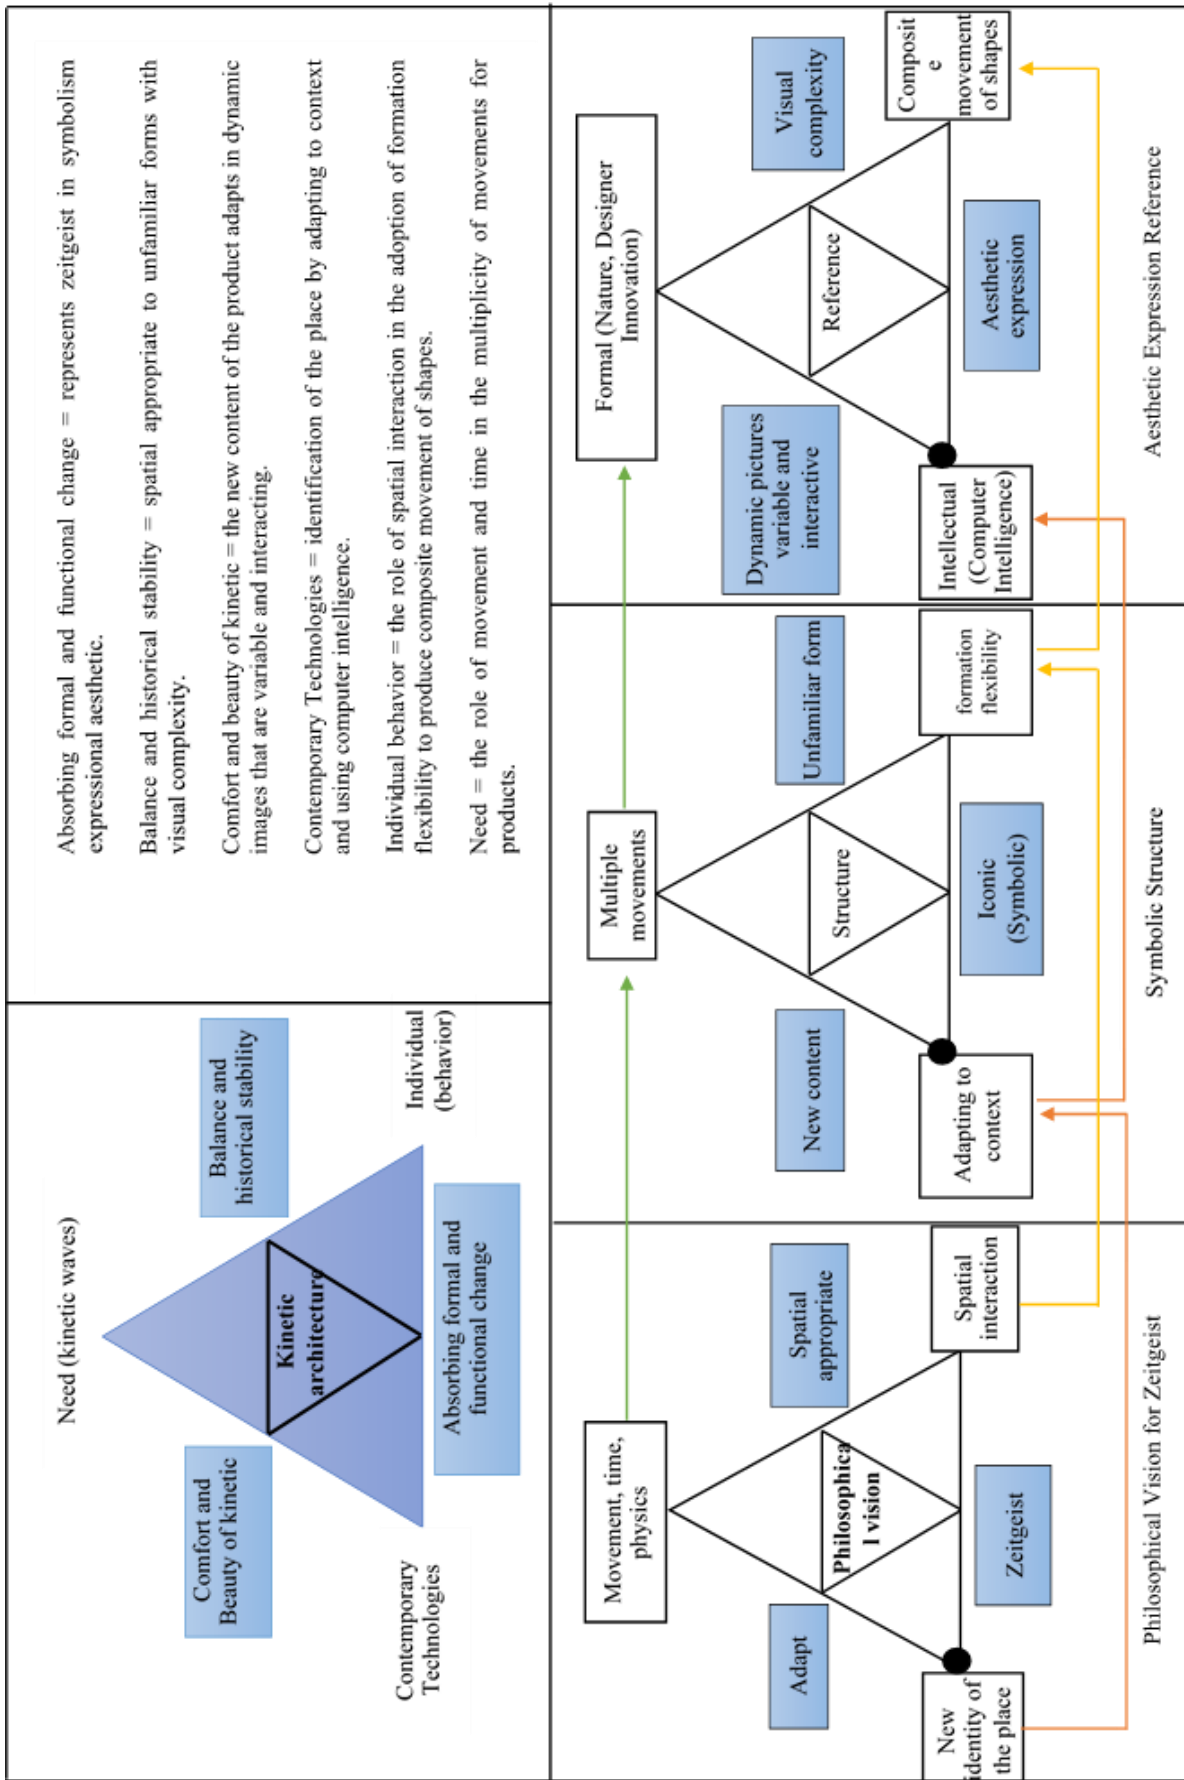 Need (kinetic waves)
Comfort and
Beauty of kinetic
Balance and
historical stability
Kinetic
architecture
Contemporary
Technologies
Absorbing formal and
functional change
Individual
(behavior)
Absorbing formal and functional change = represents zeitgeist in symbolism
expressional aesthetic.
Balance and historical stability = spatial appropriate to unfamiliar forms with
visual complexity.
Comfort and beauty of kinetic = the new content of the product adapts in dynamic
images that are variable and interacting.
Contemporary Technologies = identification of the place by adapting to context
and using computer intelligence.
Individual behavior = the role of spatial interaction in the adoption of formation
flexibility to produce composite movement of shapes.
Need = the role of movement and time in the multiplicity of movements for
products.
Movement, time,
physics
Adapt
Spatial
appropriate
Philosophica
l vision
New
identity of
the place
Zeitgeist
Spatial
interaction
Philosophical Vision for Zeitgeist
Multiple
movements
New content
Unfamiliar form
Structure
Adapting to
context
Iconic
(Symbolic)
formation
flexibility
Symbolic Structure
Formal (Nature, Designer
Innovation)
Dynamic pictures
variable and
interactive
Visual
complexity
Reference
Intellectual
(Computer
Intelligence)
Aesthetic
expression
Composit
e
movement
of shapes
Aesthetic Expression Reference